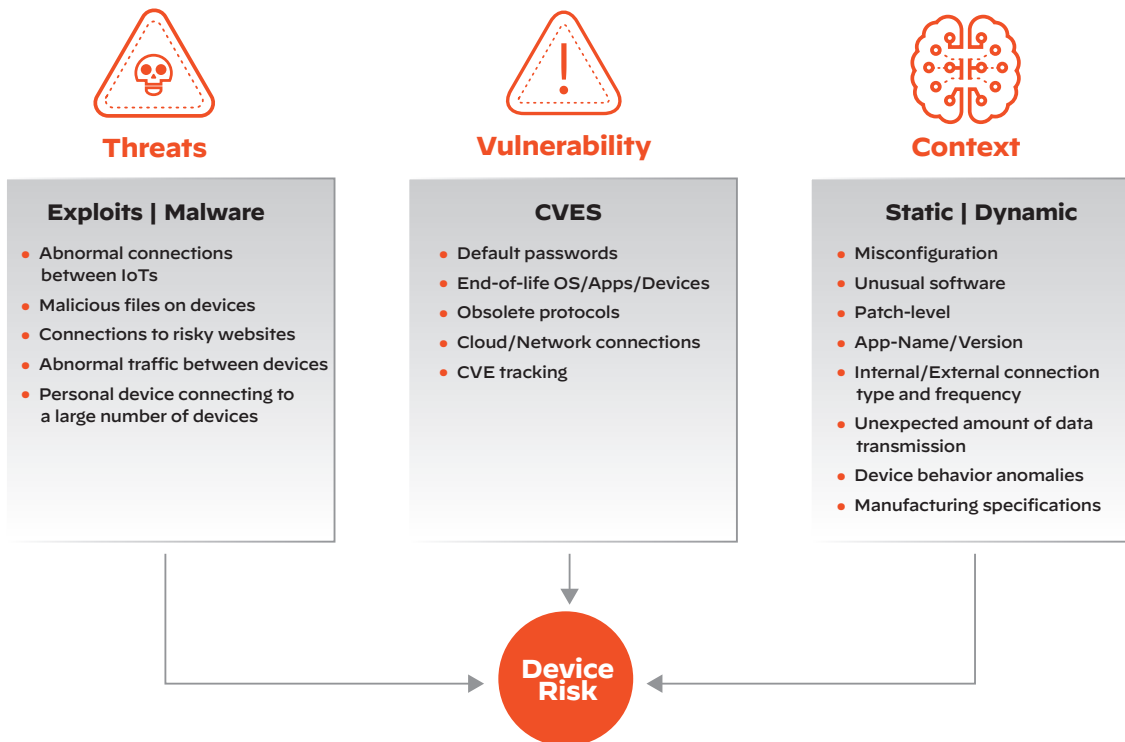 Threats
Exploits | Malware
• Abnormal connections
between IoTs
• Malicious files on devices
• Connections to risky websites
• Abnormal traffic between devices
• Personal device connecting to
a large number of devices
Vulnerability
CVES
• Default passwords
• End-of-life OS/Apps/Devices
• Obsolete protocols
• Cloud/Network connections
• CVE tracking
Context
Static | Dynamic
• Misconfiguration
• Unusual software
• Patch-level
• App-Name/Version
• Internal/External connection
type and frequency
• Unexpected amount of data
transmission
• Device behavior anomalies
• Manufacturing specifications
Device
Risk